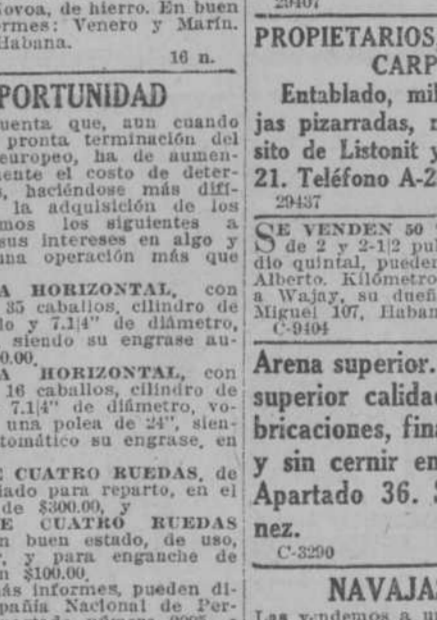 ovoa, de hierro. En buen
ormes: Venero y Marín.
Habana.
16 n.
PORTUNIDAD
uenta que, aun cuando
pronta terminación del
europeo, ha de aumen-
ente el costo de deter-
s, haciéndose más difí-
la adquisición de los
mos los siguientes a
sus intereses en algo y
una operación más que
A HORIZONTAL, con
35 caballos, cilindro de
lo y 7.1|4" de diámetro,
siendo su engrase au-
0.00.
A HORIZONTAL, con
16 caballos, cilindro de
7.1|4" de diámetro, vo-
una polea de 24", sien-
tomático su engrase, en
E CUATRO RUEDAS, de
iado para reparto, en el
de $300.00, y
E CUATRO RUEDAS
n buen estado, de uso,
, y para enganche de
n $100.00.
ás informes, pueden di-
pañía Nacional de Per-
29407
PROPIETARIOS
CARP
Entablado, mil
jas pizarradas, 
sito de Listonit y
21. Teléfono A-2
29437
SE VENDEN 50
de 2 y 2-1|2 pul
dio quintal, pueden
Alberto. Kilómetro
a Wajay, su dueñ
Miguel 107, Haban
C-9404
Arena superior.
superior calidad
bricaciones, fina
y sin cernir en
Apartado 36. S
nez.
C-3290
NAVAJAS
Las vendemos a un